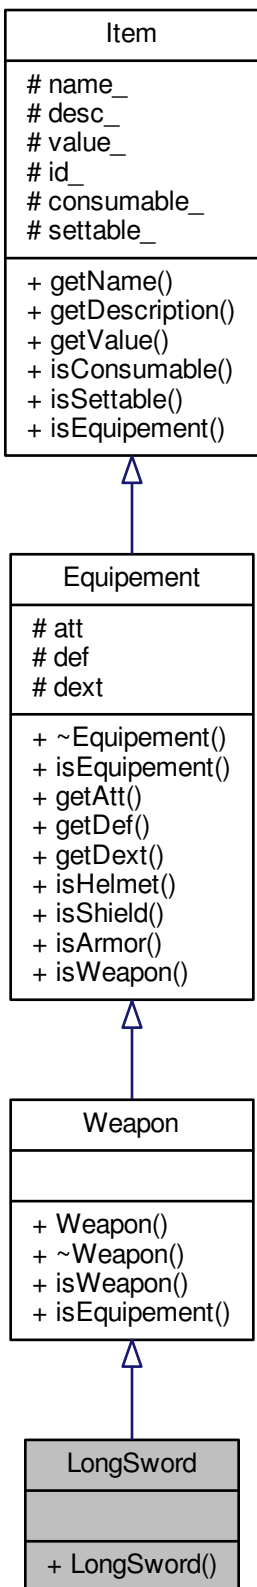 Item
# name_
# desc_
# value_
# id_
# consumable_
# settable_
+ getName()
+ getDescription()
+ getValue()
+ isConsumable()
+ isSettable()
+ isEquipement()
Equipement
# att
# def
# dext
+ ~Equipement()
+ isEquipement()
+ getAtt()
+ getDef()
+ getDext()
+ isHelmet()
+ isShield()
+ isArmor()
+ isWeapon()
Weapon
+ Weapon()
+ ~Weapon()
+ isWeapon()
+ isEquipement()
LongSword
+ LongSword()